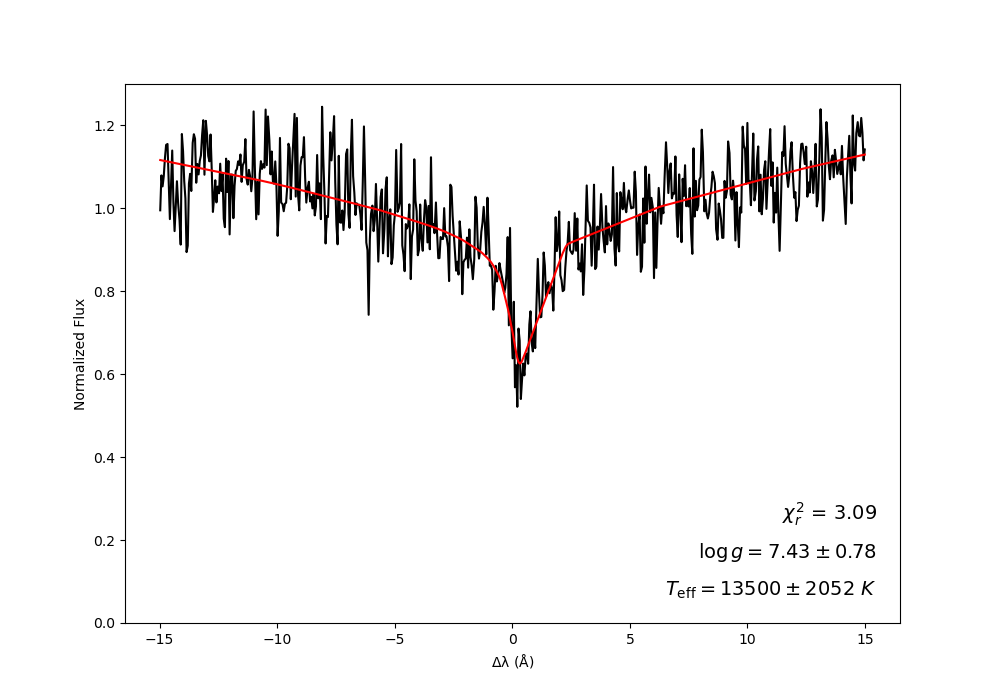 1.2
1.0
0.8
0.6
0.4
0.2
0.0
Normalized Flux
χ²ᵣ = 3.09
log g = 7.43 ± 0.78
T_eff = 13500 ± 2052 K
−15 −10 −5 0 5 10 15
Δλ (Å)